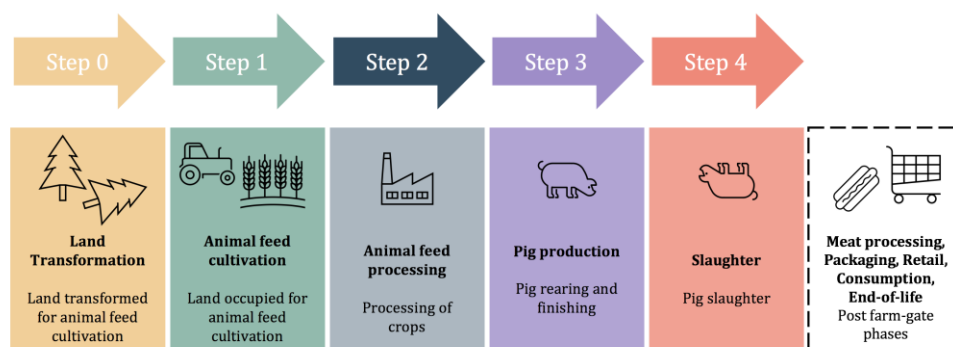 Step 0
Step 1
Step 2
Step 3
Step 4
Land
Transformation
Land transformed
for animal feed
cultivation
Animal feed
cultivation
Land occupied for
animal feed
cultivation
Animal feed
processing
Processing of
crops
Pig production
Pig rearing and
finishing
Slaughter
Pig slaughter
Meat processing,
Packaging, Retail,
Consumption,
End-of-life
Post farm-gate
phases